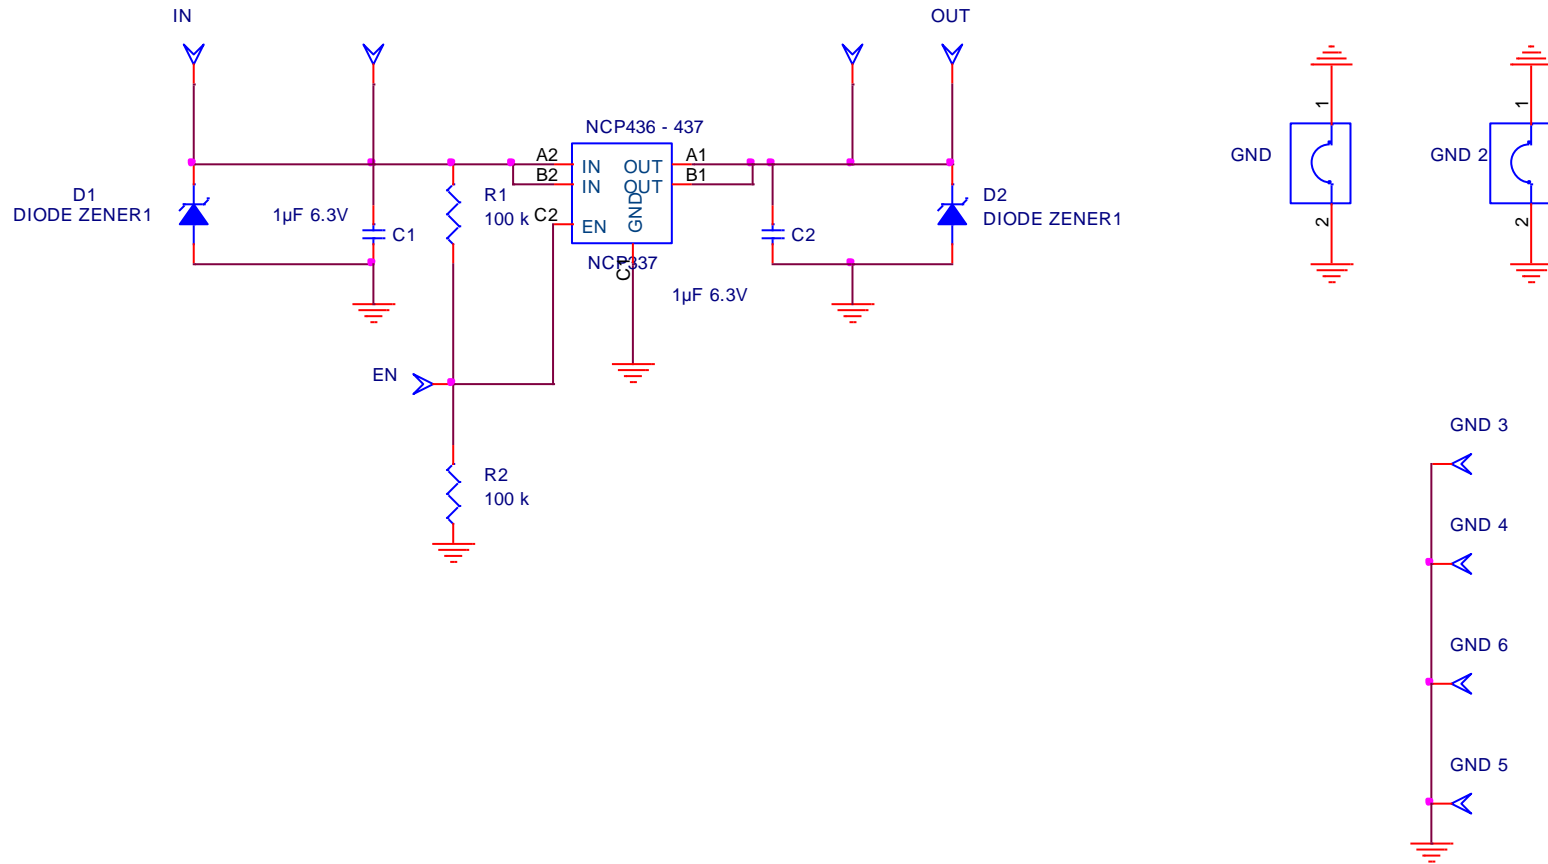 IN
OUT
NCP436 - 437
A2
IN
OUT
A1
B2
IN
OUT
B1
C2
EN
GND
NCP337
C1
D1
DIODE ZENER1
1µF 6.3V
C1
R1
100 k
C2
1µF 6.3V
D2
DIODE ZENER1
EN
R2
100 k
GND
1
2
GND 2
1
2
GND 3
GND 4
GND 6
GND 5